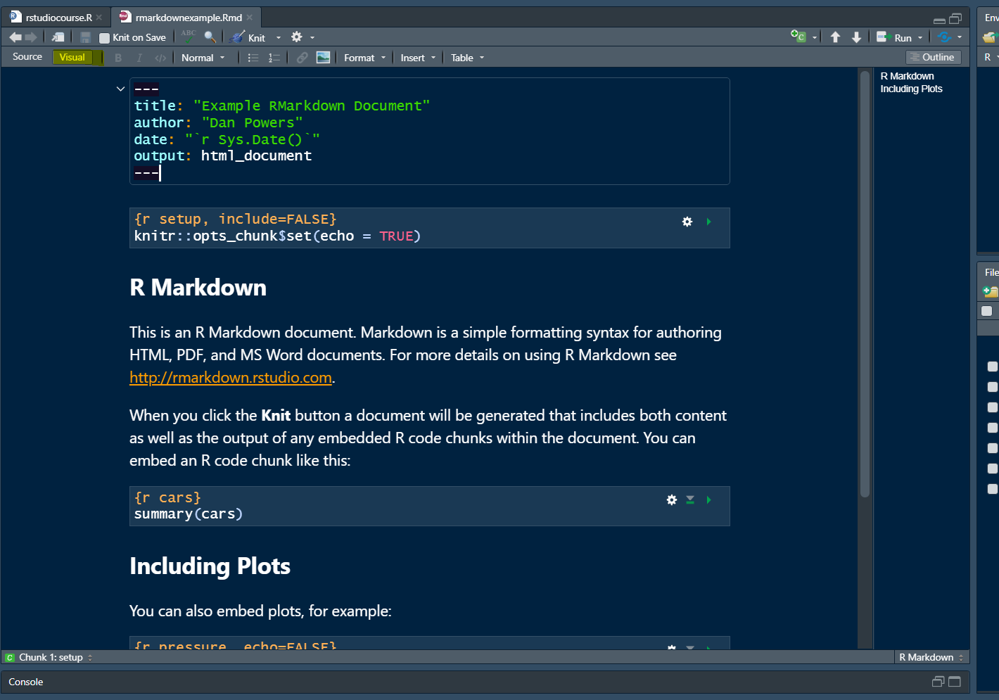 rstudiocourse.R
rmarkdownexample.Rmd
Env
Knit on Save
ABC
Knit
Run
Source
Visual
B
I
</>
Normal
Format
Insert
Table
Outline
R
---
title: "Example RMarkdown Document"
author: "Dan Powers"
date: "`r Sys.Date()`"
output: html_document
---
R Markdown
Including Plots
{r setup, include=FALSE}
knitr::opts_chunk$set(echo = TRUE)
R Markdown
This is an R Markdown document. Markdown is a simple formatting syntax for authoring
HTML, PDF, and MS Word documents. For more details on using R Markdown see
http://rmarkdown.rstudio.com.
When you click the Knit button a document will be generated that includes both content
as well as the output of any embedded R code chunks within the document. You can
embed an R code chunk like this:
{r cars}
summary(cars)
Including Plots
You can also embed plots, for example:
{r pressure, echo=FALSE}
File
Chunk 1: setup
R Markdown
Console